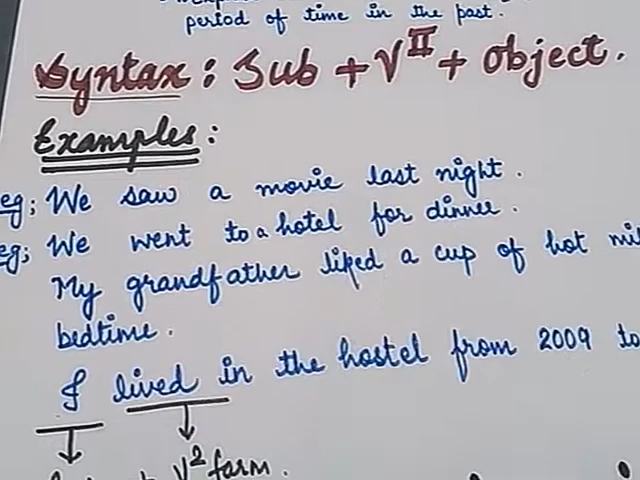 period of time in the past.
Syntax: Sub + V^II + Object.
Examples:
eg; We saw a movie last night.
eg; We went to a hotel for dinner.
My grandfather liked a cup of hot
bedtime.
I lived in the hostel from 2009 to
V² form.